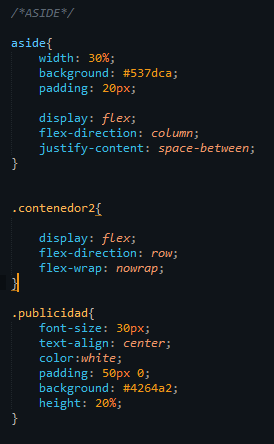 /*ASIDE*/
aside{
width: 30%;
background: #537dca;
padding: 20px;
display: flex;
flex-direction: column;
justify-content: space-between;
}
.contenedor2{
display: flex;
flex-direction: row;
flex-wrap: nowrap;
}
.publicidad{
font-size: 30px;
text-align: center;
color:white;
padding: 50px 0;
background: #4264a2;
height: 20%;
}